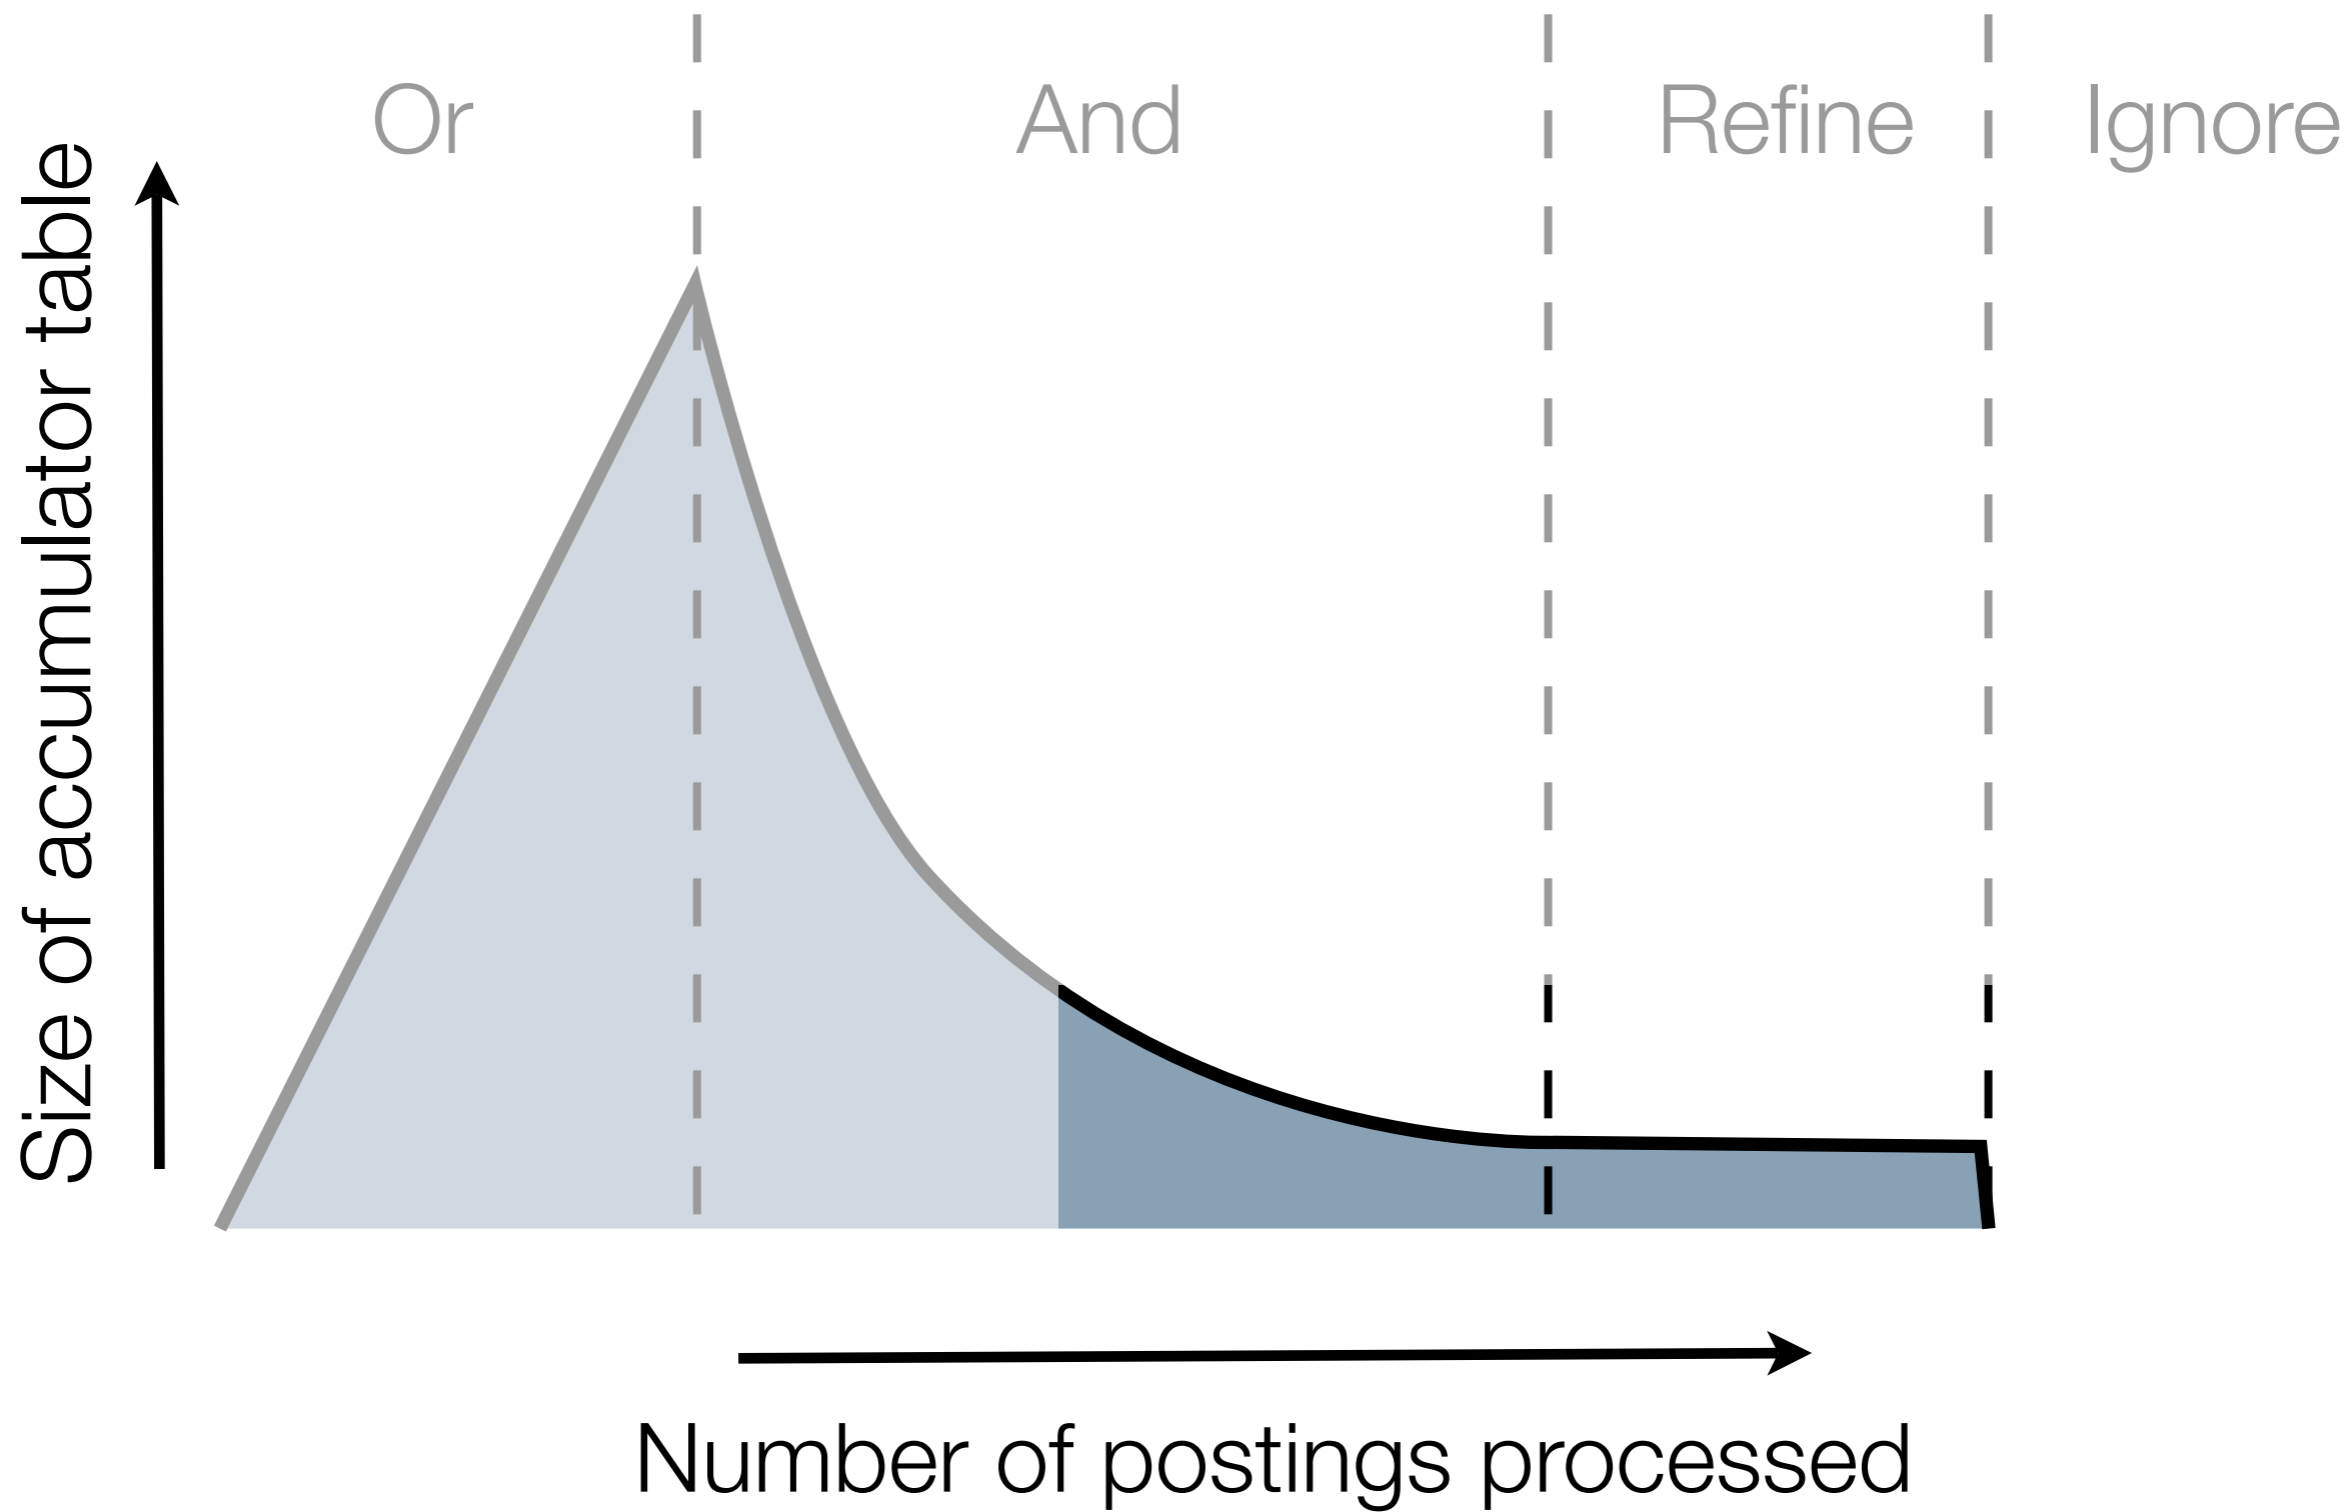 Or
And
Refine
Ignore
Size of accumulator table
Number of postings processed